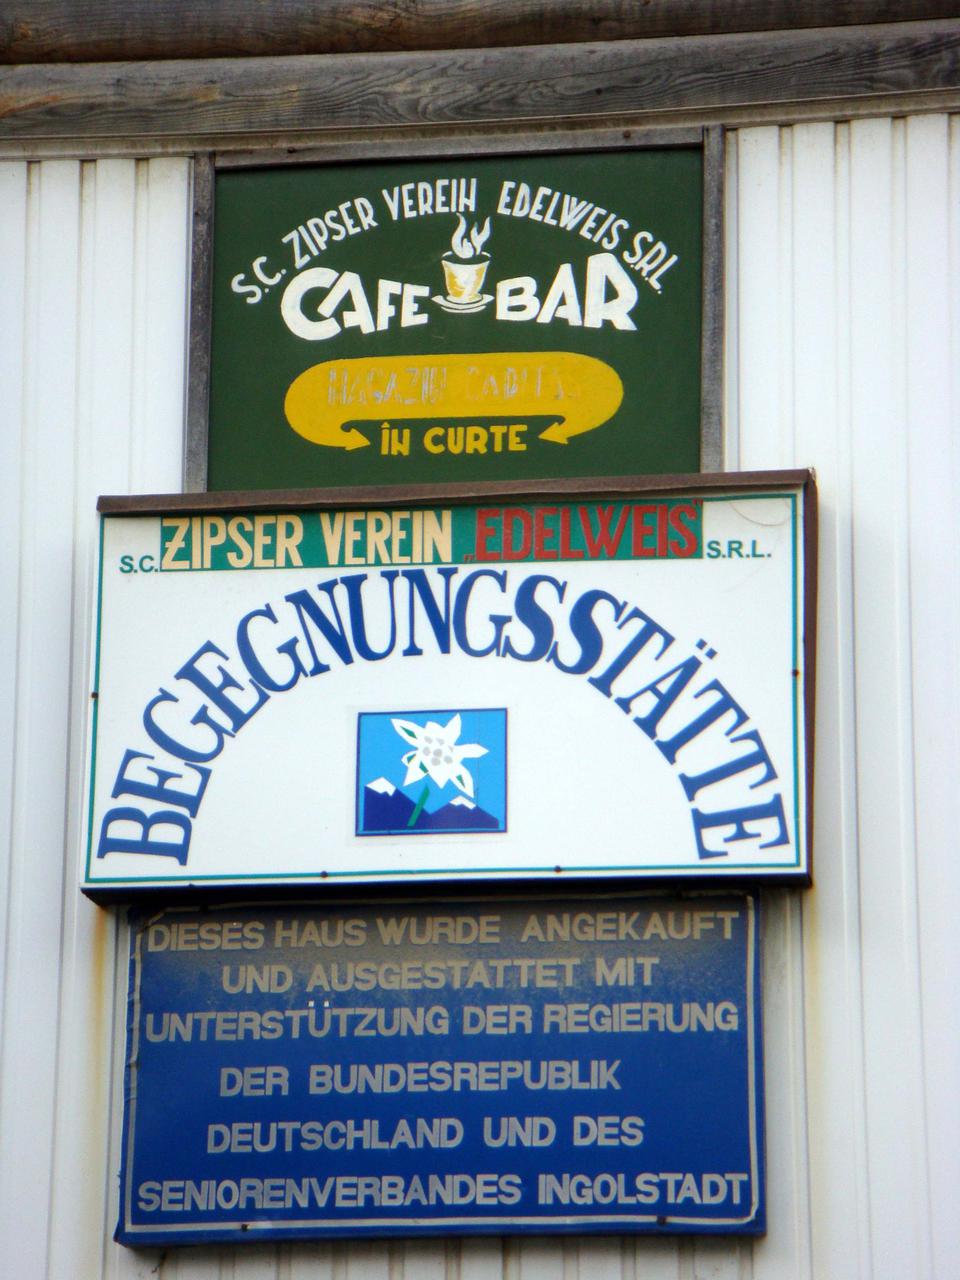 S.C. ZIPSER VEREIN EDELWEIS S.R.L.
CAFE BAR
MAGAZIN
ÎN CURTE
S.C. ZIPSER VEREIN „EDELWEIS" S.R.L.
BEGEGNUNGSSTÄTTE
DIESES HAUS WURDE ANGEKAUFT
UND AUSGESTATTET MIT
UNTERSTÜTZUNG DER REGIERUNG
DER BUNDESREPUBLIK
DEUTSCHLAND UND DES
SENIORENVERBANDES INGOLSTADT